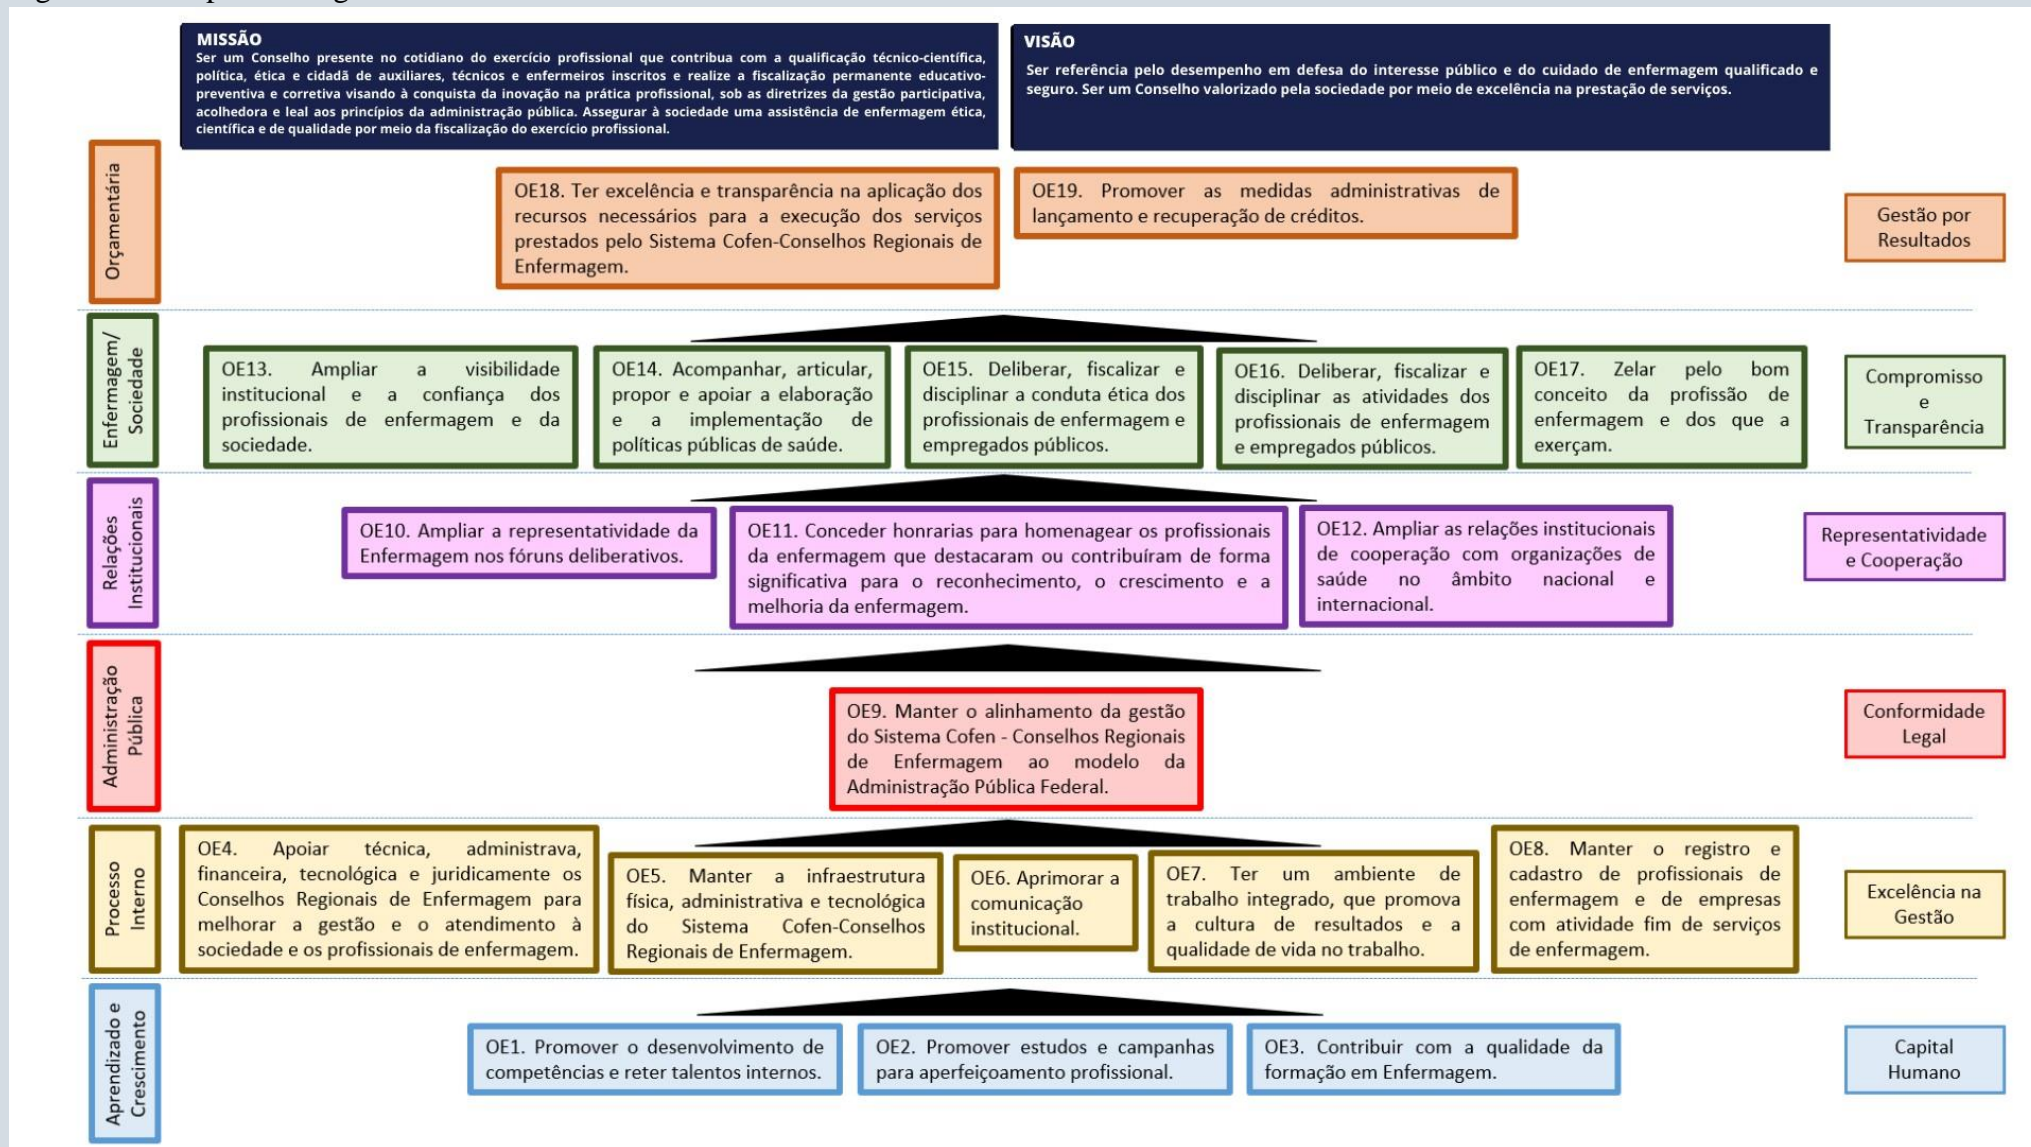 MISSÃO
Ser um Conselho presente no cotidiano do exercício profissional que contribua com a qualificação técnico-científica,
política, ética e cidadã de auxiliares, técnicos e enfermeiros inscritos e realize a fiscalização permanente educativo-
preventiva e corretiva visando à conquista da inovação na prática profissional, sob as diretrizes da gestão participativa,
acolhedora e leal aos princípios da administração pública. Assegurar à sociedade uma assistência de enfermagem ética,
científica e de qualidade por meio da fiscalização do exercício profissional.
VISÃO
Ser referência pelo desempenho em defesa do interesse público e do cuidado de enfermagem qualificado e
seguro. Ser um Conselho valorizado pela sociedade por meio de excelência na prestação de serviços.
Orçamentária
OE18. Ter excelência e transparência na aplicação dos
recursos necessários para a execução dos serviços
prestados pelo Sistema Cofen-Conselhos Regionais de
Enfermagem.
OE19. Promover as medidas administrativas de
lançamento e recuperação de créditos.
Gestão por
Resultados
Enfermagem/
Sociedade
OE13. Ampliar a visibilidade
institucional e a confiança dos
profissionais de enfermagem e da
sociedade.
OE14. Acompanhar, articular,
propor e apoiar a elaboração
e a implementação de
políticas públicas de saúde.
OE15. Deliberar, fiscalizar e
disciplinar a conduta ética dos
profissionais de enfermagem e
empregados públicos.
OE16. Deliberar, fiscalizar e
disciplinar as atividades dos
profissionais de enfermagem
e empregados públicos.
OE17. Zelar pelo bom
conceito da profissão de
enfermagem e dos que a
exerçam.
Compromisso
e
Transparência
Relações
Institucionais
OE10. Ampliar a representatividade da
Enfermagem nos fóruns deliberativos.
OE11. Conceder honrarias para homenagear os profissionais
da enfermagem que destacaram ou contribuíram de forma
significativa para o reconhecimento, o crescimento e a
melhoria da enfermagem.
OE12. Ampliar as relações institucionais
de cooperação com organizações de
saúde no âmbito nacional e
internacional.
Representatividade
e Cooperação
Administração
Pública
OE9. Manter o alinhamento da gestão
do Sistema Cofen - Conselhos Regionais
de Enfermagem ao modelo da
Administração Pública Federal.
Conformidade
Legal
Processo
Interno
OE4. Apoiar técnica, administrava,
financeira, tecnológica e juridicamente os
Conselhos Regionais de Enfermagem para
melhorar a gestão e o atendimento à
sociedade e os profissionais de enfermagem.
OE5. Manter a infraestrutura
física, administrativa e tecnológica
do Sistema Cofen-Conselhos
Regionais de Enfermagem.
OE6. Aprimorar a
comunicação
institucional.
OE7. Ter um ambiente de
trabalho integrado, que promova
a cultura de resultados e a
qualidade de vida no trabalho.
OE8. Manter o registro e
cadastro de profissionais de
enfermagem e de empresas
com atividade fim de serviços
de enfermagem.
Excelência na
Gestão
Aprendizado e
Crescimento
OE1. Promover o desenvolvimento de
competências e reter talentos internos.
OE2. Promover estudos e campanhas
para aperfeiçoamento profissional.
OE3. Contribuir com a qualidade da
formação em Enfermagem.
Capital
Humano